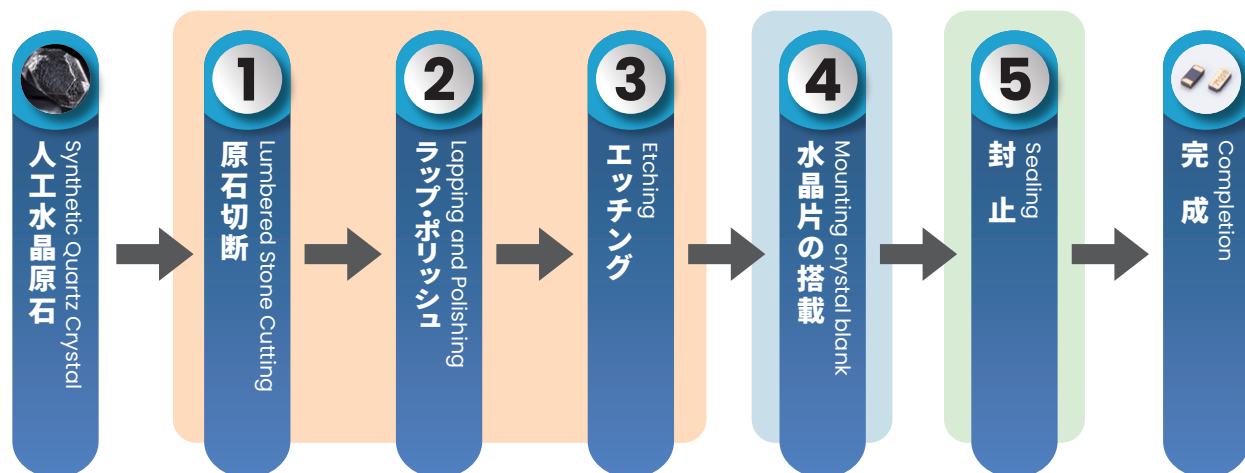 人工水晶原石
Synthetic Quartz Crystal
1
原石切断
Lumbered Stone Cutting
2
ラップ・ポリッシュ
Lapping and Polishing
3
エッチング
Etching
4
水晶片の搭載
Mounting crystal blank
5
封 止
Sealing
完 成
Completion